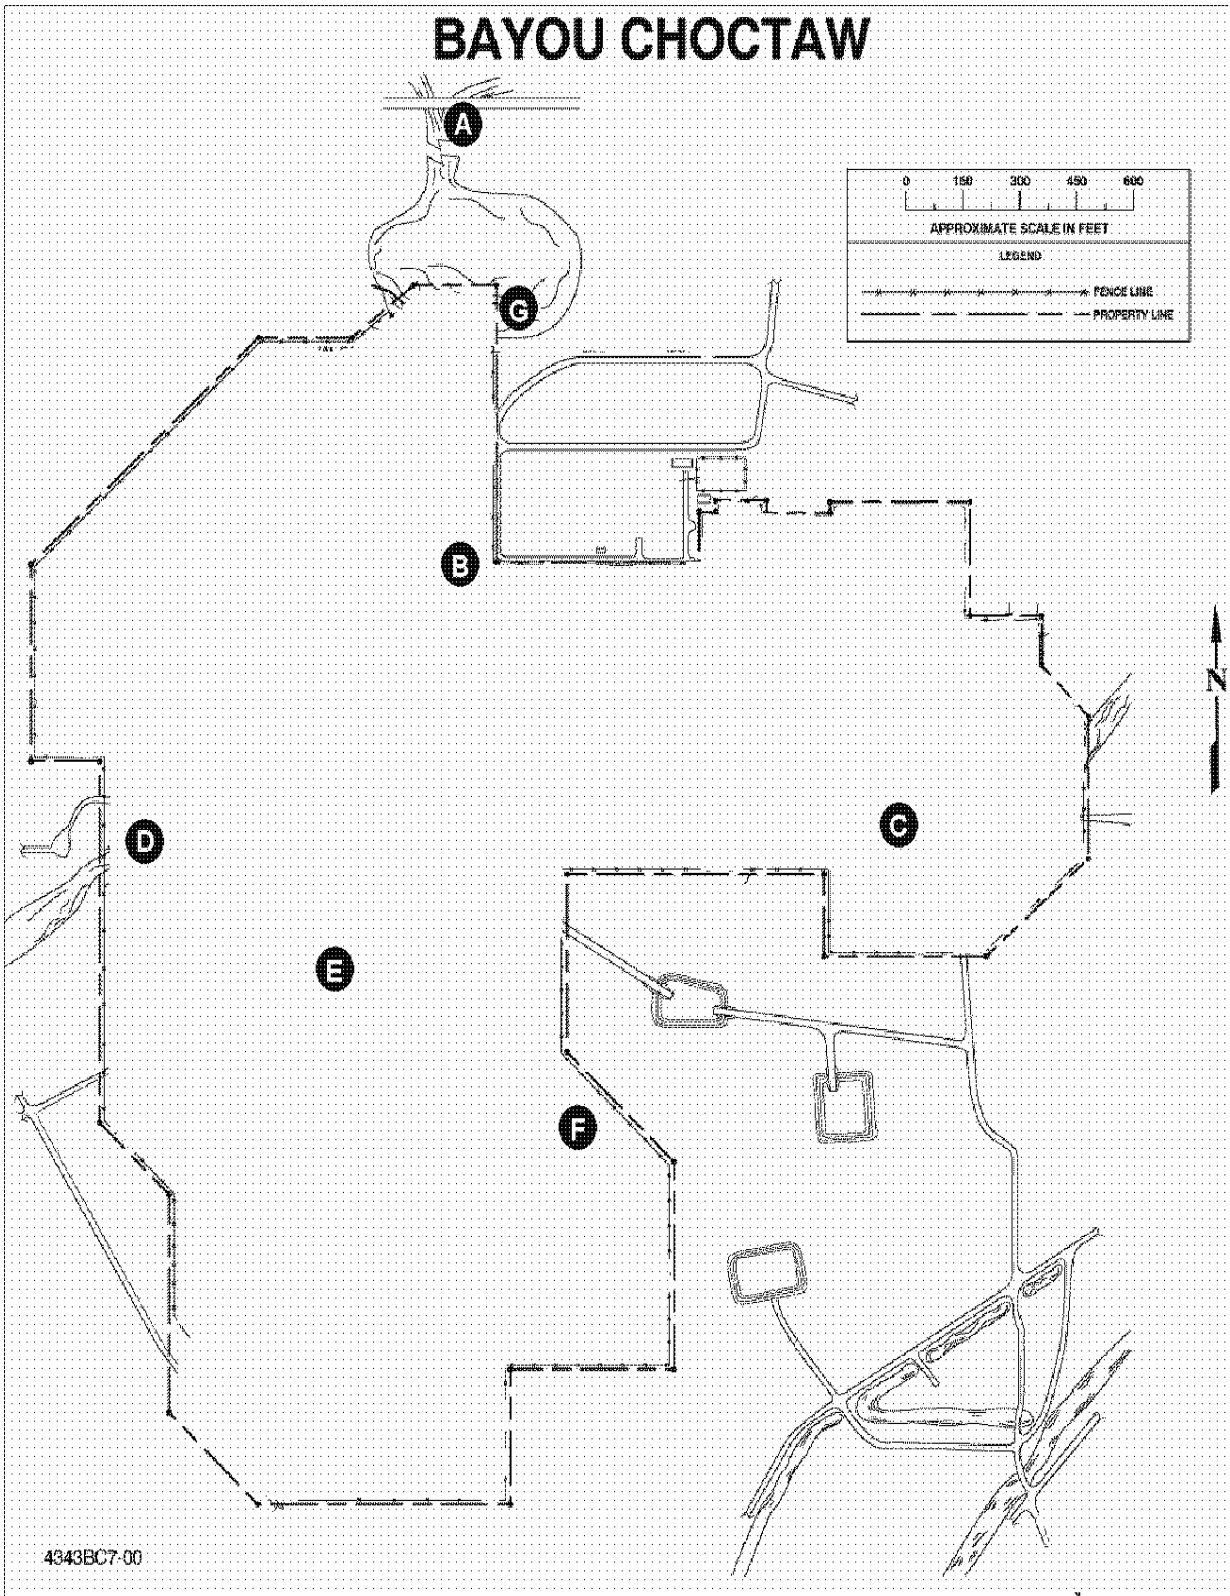 BAYOU CHOCTAW
A
0 150 300 450 600
APPROXIMATE SCALE IN FEET
LEGEND
FENCE LINE
PROPERTY LINE
G
B
N
D
C
E
F
4343BC7-00